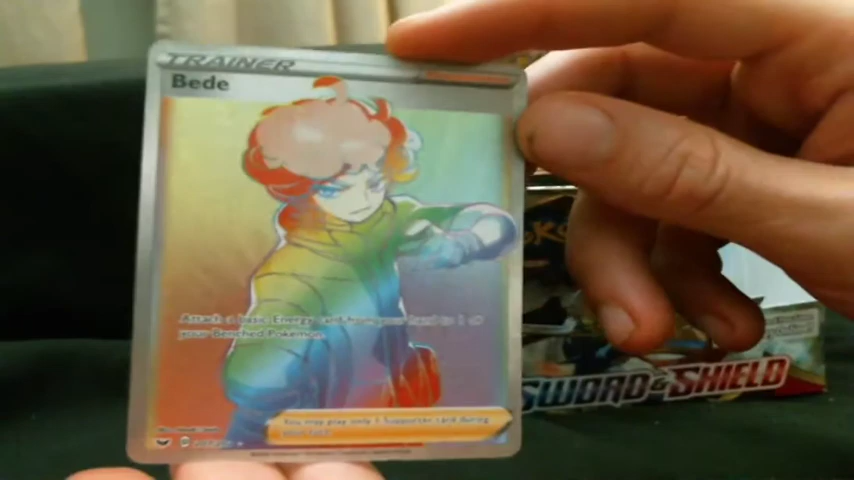 TRAINER
Bede
Attach a basic Energy card from your hand to 1 of
your Benched Pokémon.
You may play only 1 Supporter card during
your turn.
SWORD & SHIELD